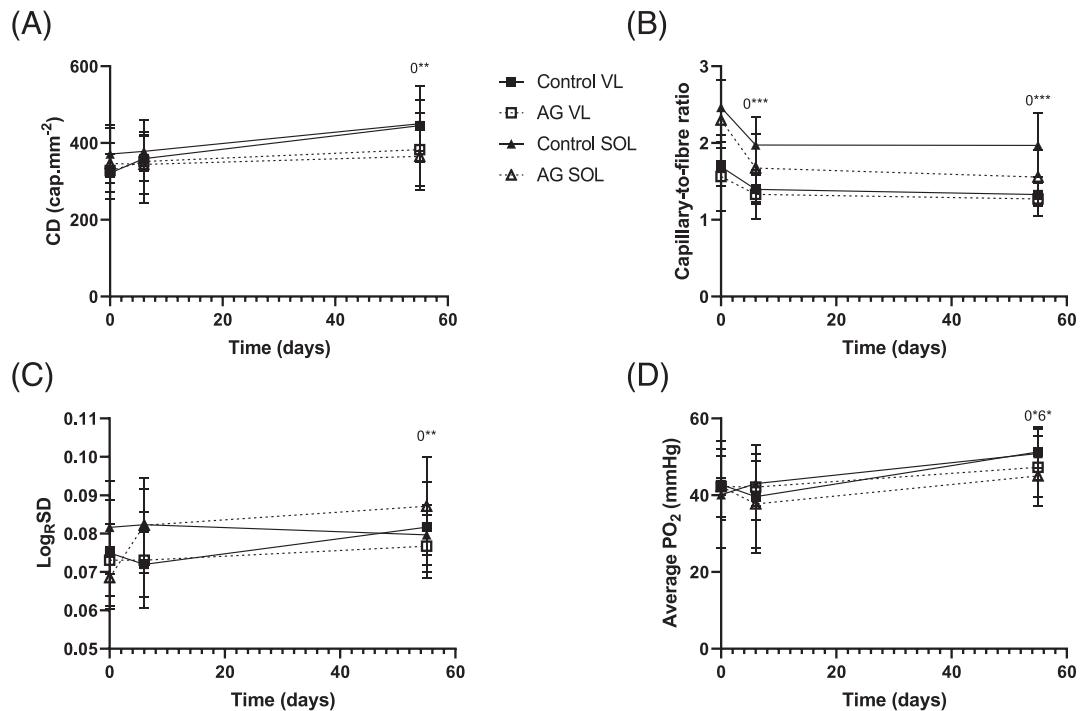 (A)
600
400
200
0
CD (cap.mm⁻²)
0**
0
20
40
60
Time (days)
Control VL
AG VL
Control SOL
AG SOL
(B)
3
2
1
0
Capillary-to-fibre ratio
0***
0***
0
20
40
60
Time (days)
(C)
0.11
0.10
0.09
0.08
0.07
0.06
0.05
LogRSD
0**
0
20
40
60
Time (days)
(D)
60
40
20
0
Average PO₂ (mmHg)
0*6*
0
20
40
60
Time (days)